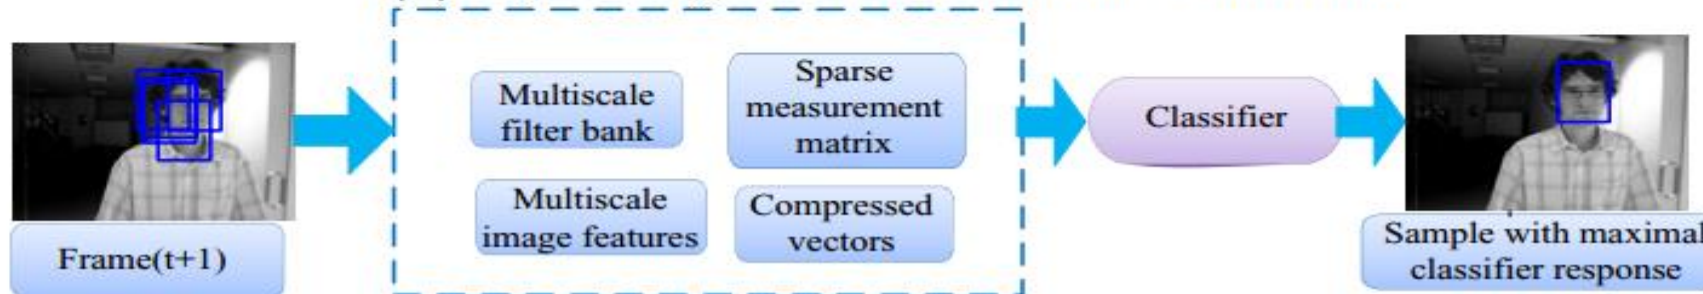 Frame(t+1)
Multiscale
filter bank
Sparse
measurement
matrix
Multiscale
image features
Compressed
vectors
Classifier
Sample with maximal
classifier response